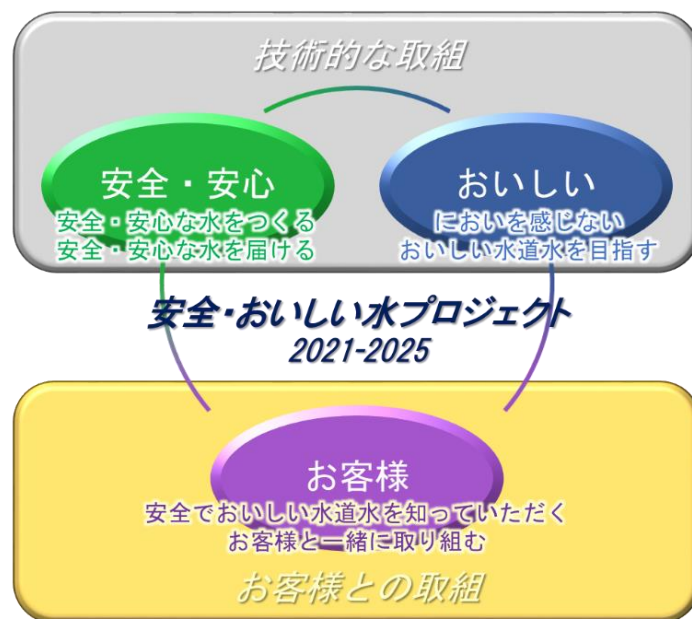 技術的な取組
安全・安心
安全・安心な水をつくる
安全・安心な水を届ける
おいしい
においを感じない
おいしい水道水を目指す
安全・おいしい水プロジェクト
2021-2025
お客様
安全でおいしい水道水を知っていただく
お客様と一緒に取り組む
お客様との取組